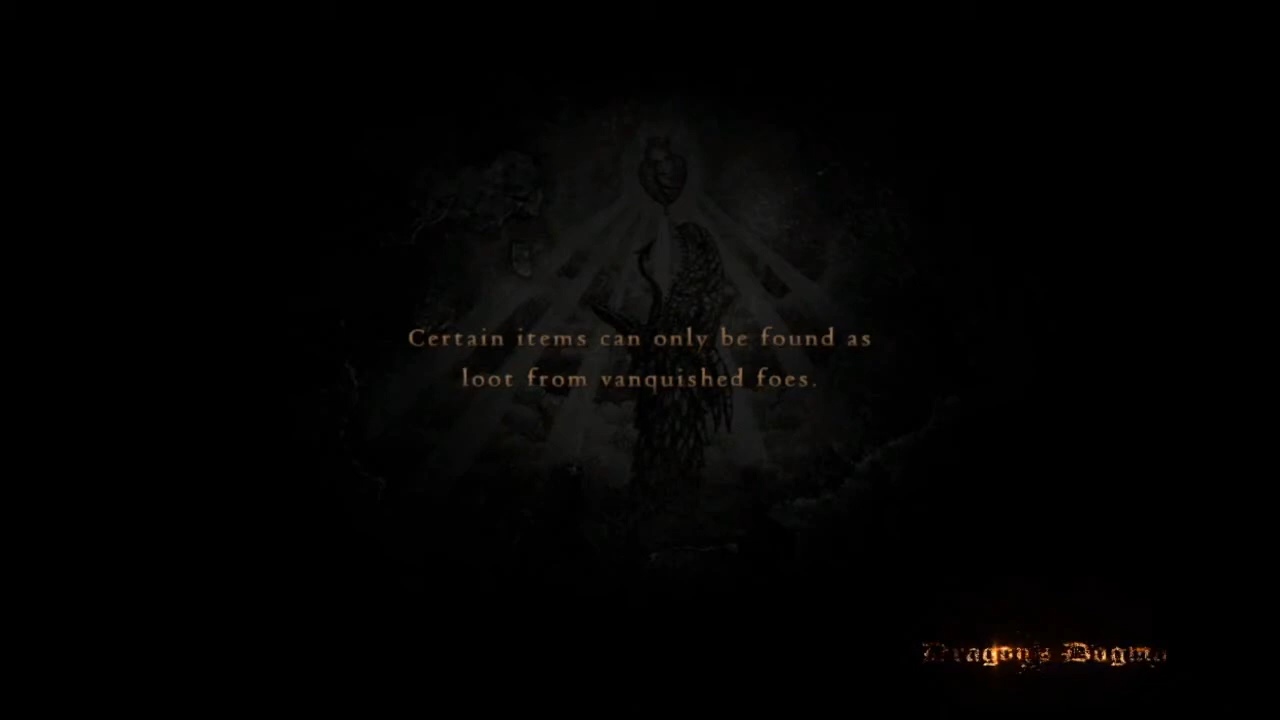 Certain items can only be found as
loot from vanquished foes.
Dragon's Dogma